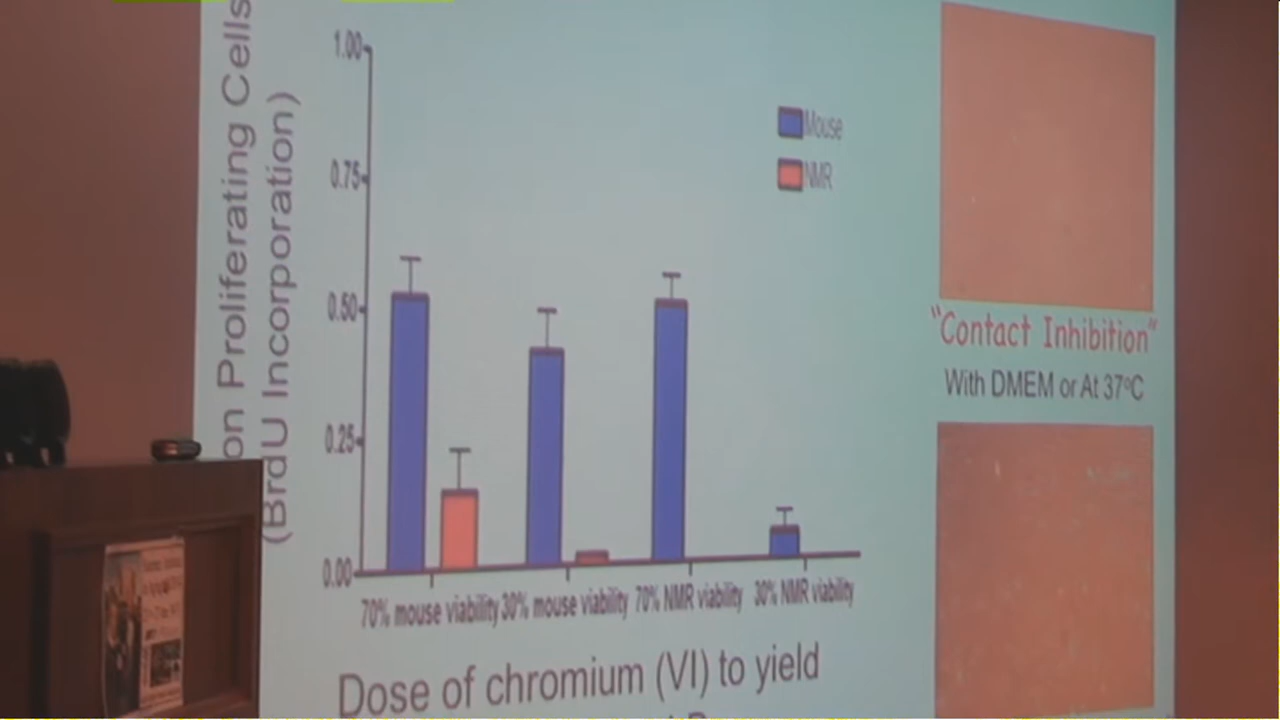 on Proliferating Cells
(BrdU Incorporation)
1.00
0.75
0.50
0.25
0.00
Mouse
NMR
70% mouse viability
30% mouse viability
70% NMR viability
30% NMR viability
Dose of chromium (VI) to yield
"Contact Inhibition"
With DMEM or At 37ºC